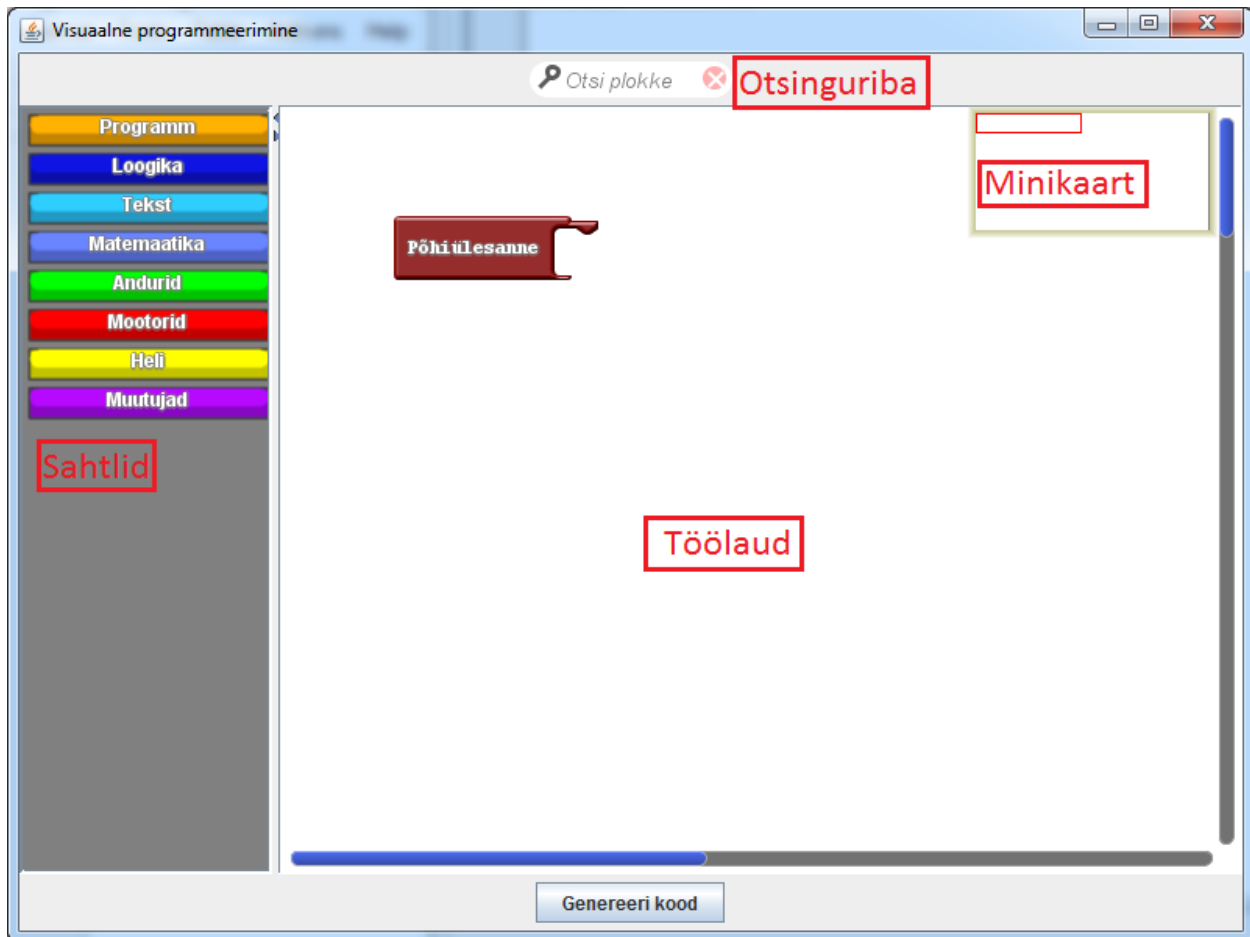 Visuaalne programmeerimine
Help
Otsi plokke
Otsinguriba
Programm
Loogika
Tekst
Matemaatika
Andurid
Mootorid
Heli
Muutujad
Sahtlid
Põhiülesanne
Minikaart
Töölaud
Genereeri kood